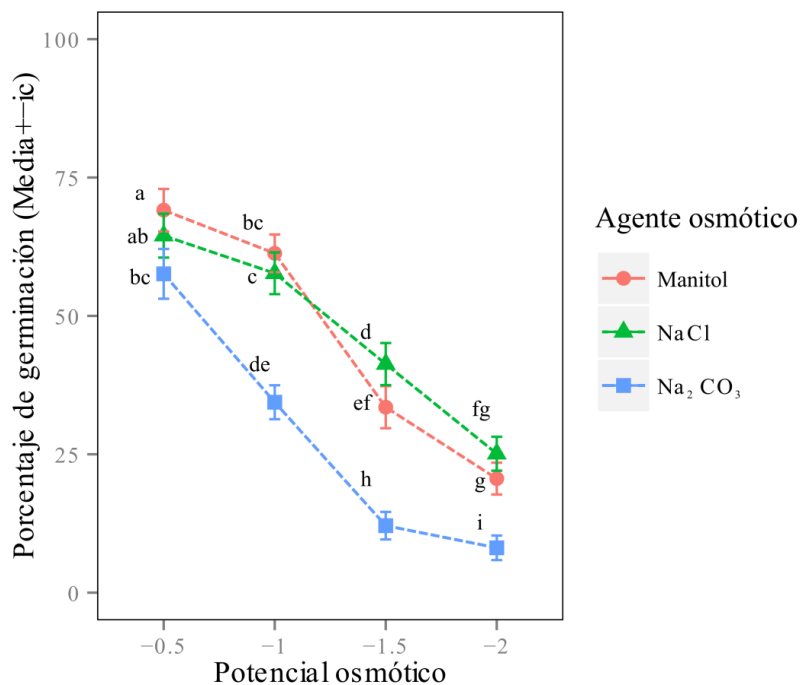 Porcentaje de germinación (Media+−ic)
100
75
50
25
0
a
ab
bc
bc
c
de
d
ef
h
fg
g
i
−0.5
−1
−1.5
−2
Potencial osmótico
Agente osmótico
Manitol
NaCl
Na₂ CO₃